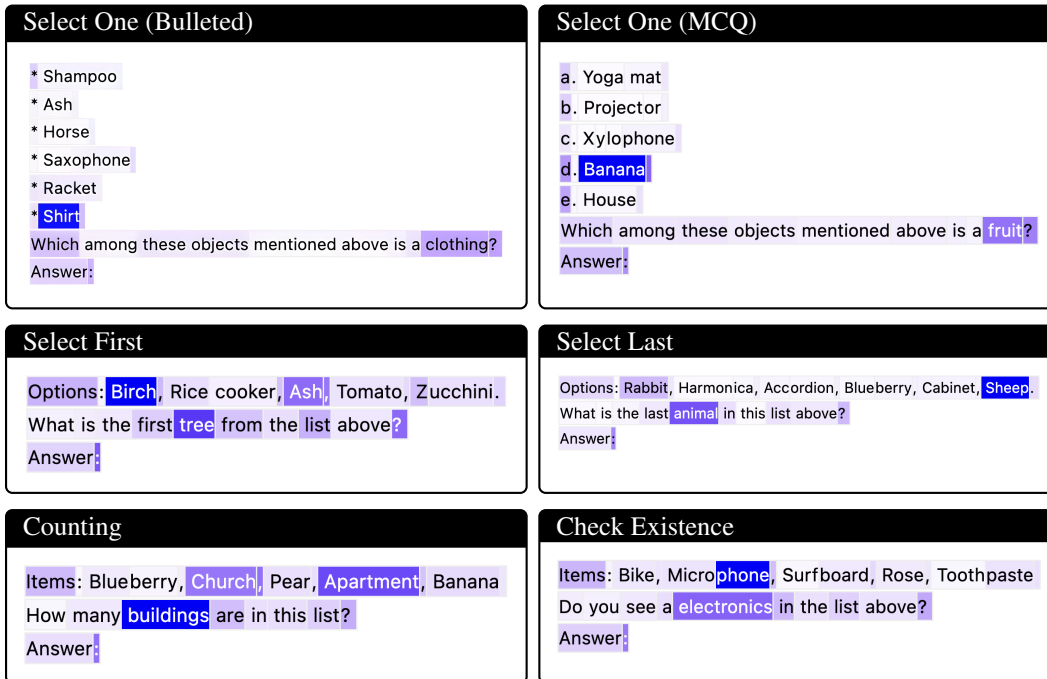 Select One (Bulleted)
* Shampoo
* Ash
* Horse
* Saxophone
* Racket
* Shirt
Which among these objects mentioned above is a clothing?
Answer:
Select One (MCQ)
a. Yoga mat
b. Projector
c. Xylophone
d. Banana
e. House
Which among these objects mentioned above is a fruit?
Answer:
Select First
Options: Birch, Rice cooker, Ash, Tomato, Zucchini.
What is the first tree from the list above?
Answer:
Select Last
Options: Rabbit, Harmonica, Accordion, Blueberry, Cabinet, Sheep.
What is the last animal in this list above?
Answer:
Counting
Items: Blueberry, Church, Pear, Apartment, Banana
How many buildings are in this list?
Answer:
Check Existence
Items: Bike, Microphone, Surfboard, Rose, Toothpaste
Do you see a electronics in the list above?
Answer: